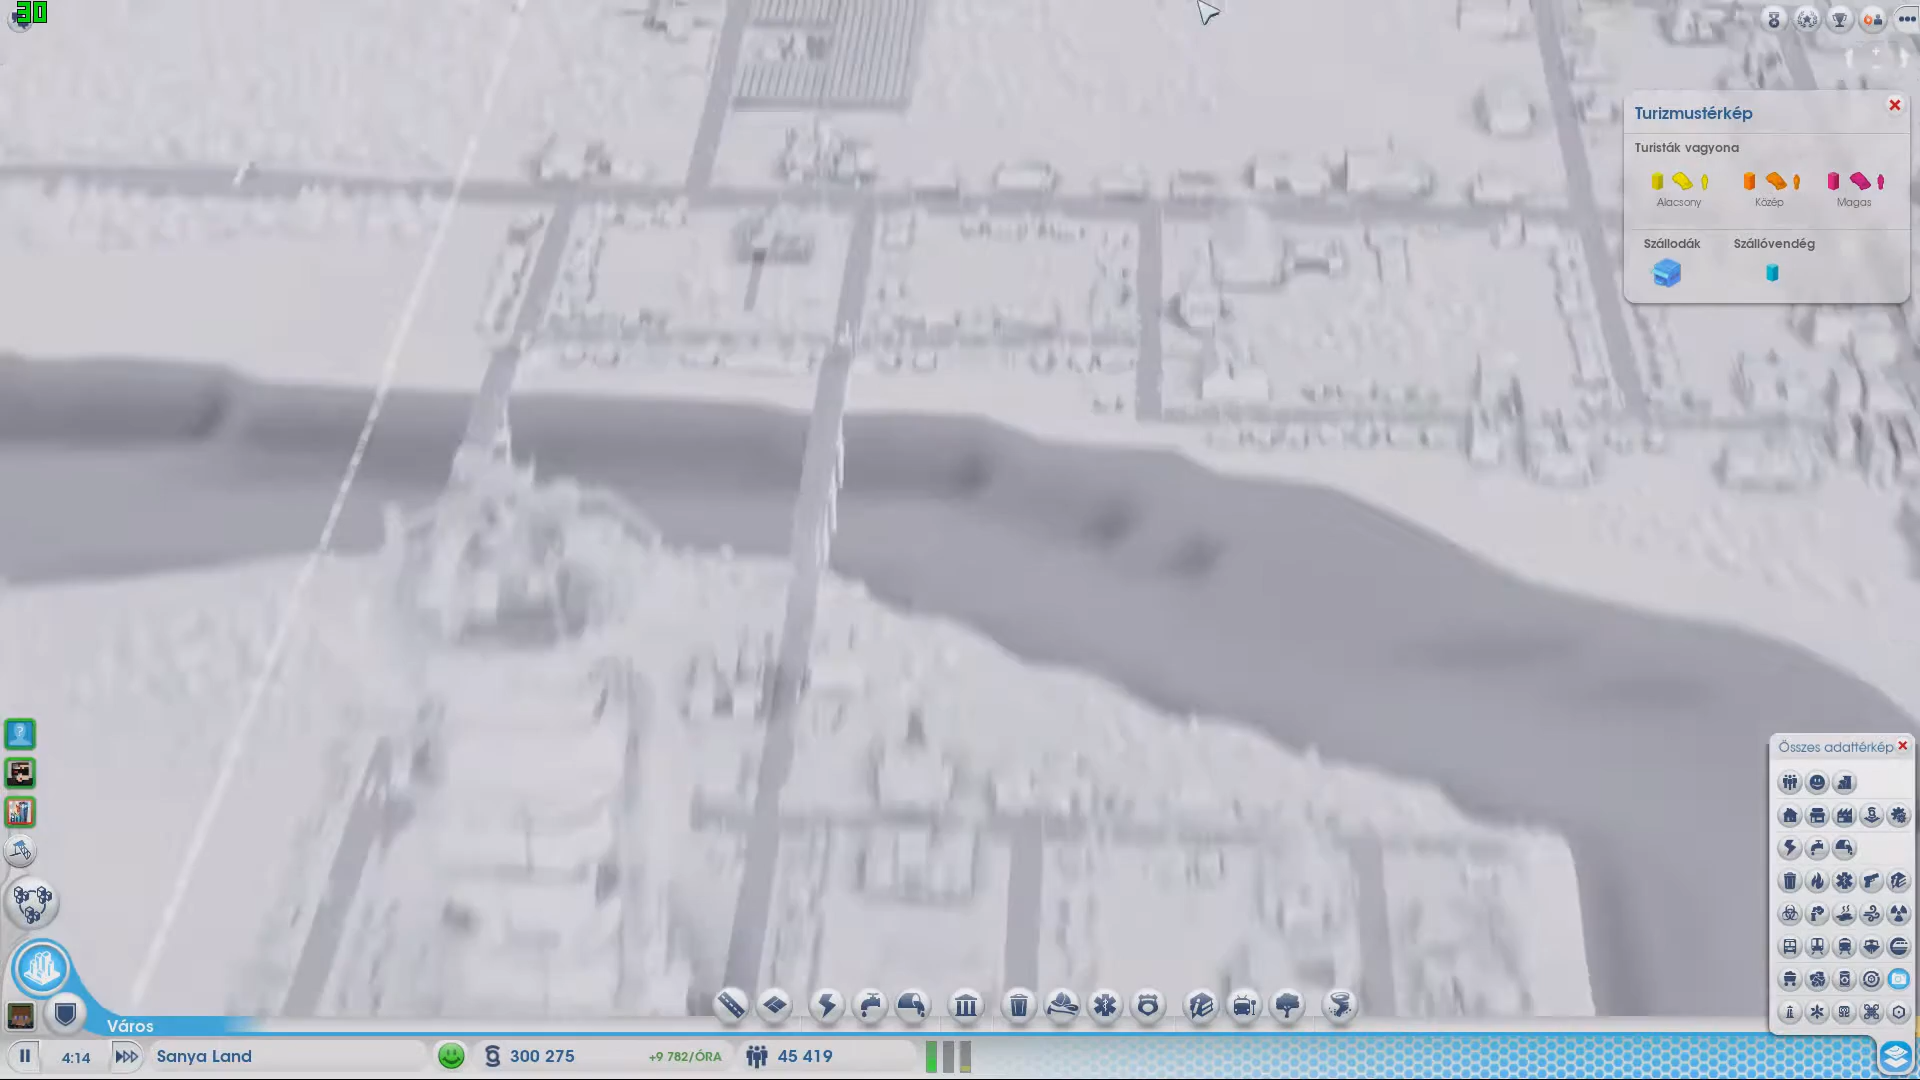 30
Turizmustérkép
Turisták vagyona
Alacsony
Közép
Magas
Szállodák
Szállóvendég
Összes adattérkép
Város
4:14
Sanya Land
300 275
+9 782/ÓRA
45 419